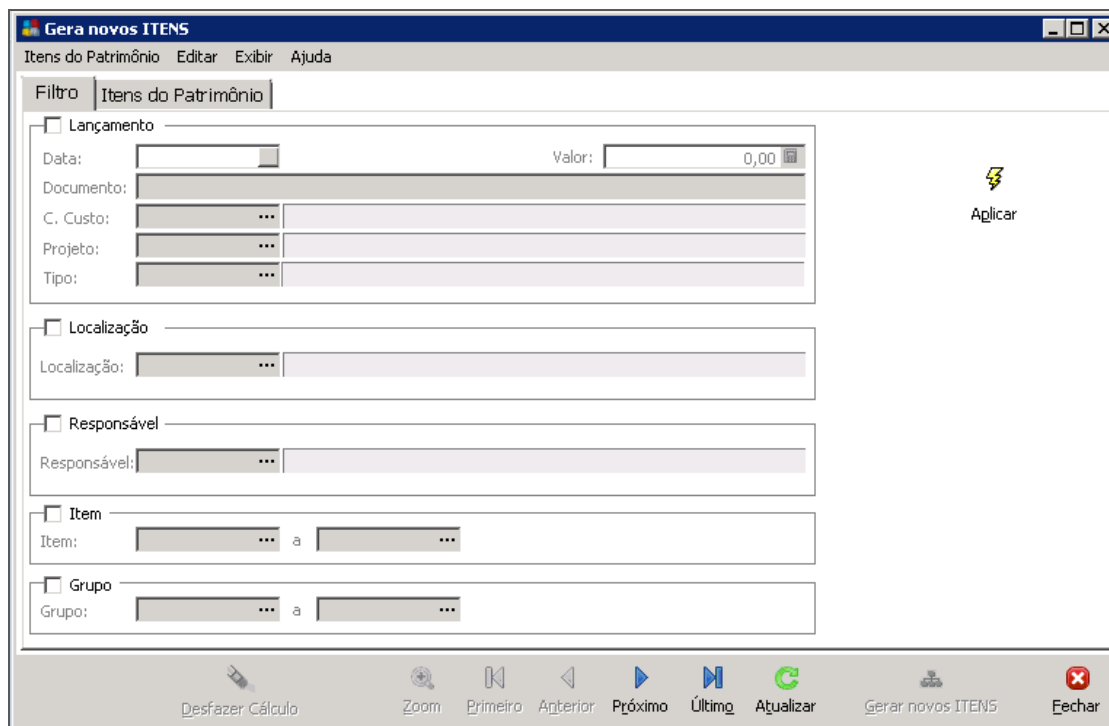 Gera novos ITENS
Itens do Patrimônio Editar Exibir Ajuda
Filtro Itens do Patrimônio
Lançamento
Data: Valor: 0,00
Documento:
C. Custo: ...
Projeto: ...
Tipo: ...
Aplicar
Localização
Localização: ...
Responsável
Responsável: ...
Item
Item: ... a ...
Grupo
Grupo: ... a ...
Desfazer Cálculo Zoom Primeiro Anterior Próximo Último Atualizar Gerar novos ITENS Fechar